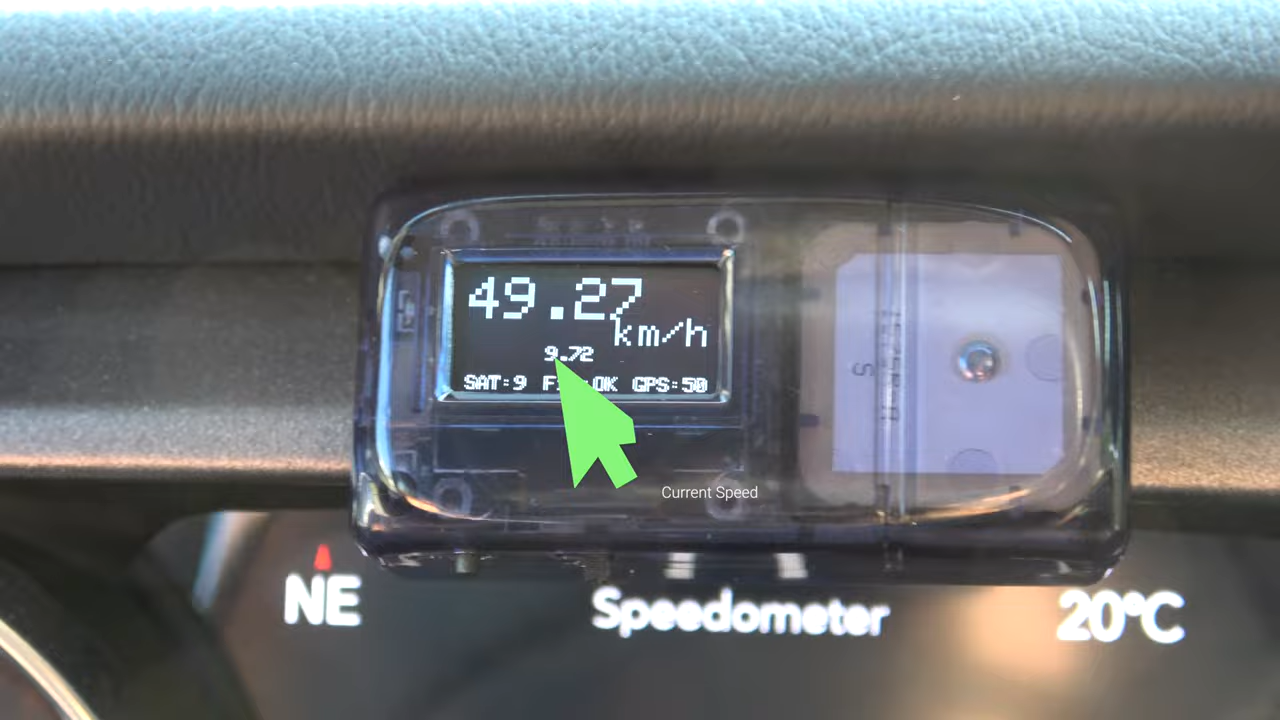 49.27
km/h
9.72
SAT:9 OK GPS:50
Current Speed
NE Speedometer 20°C